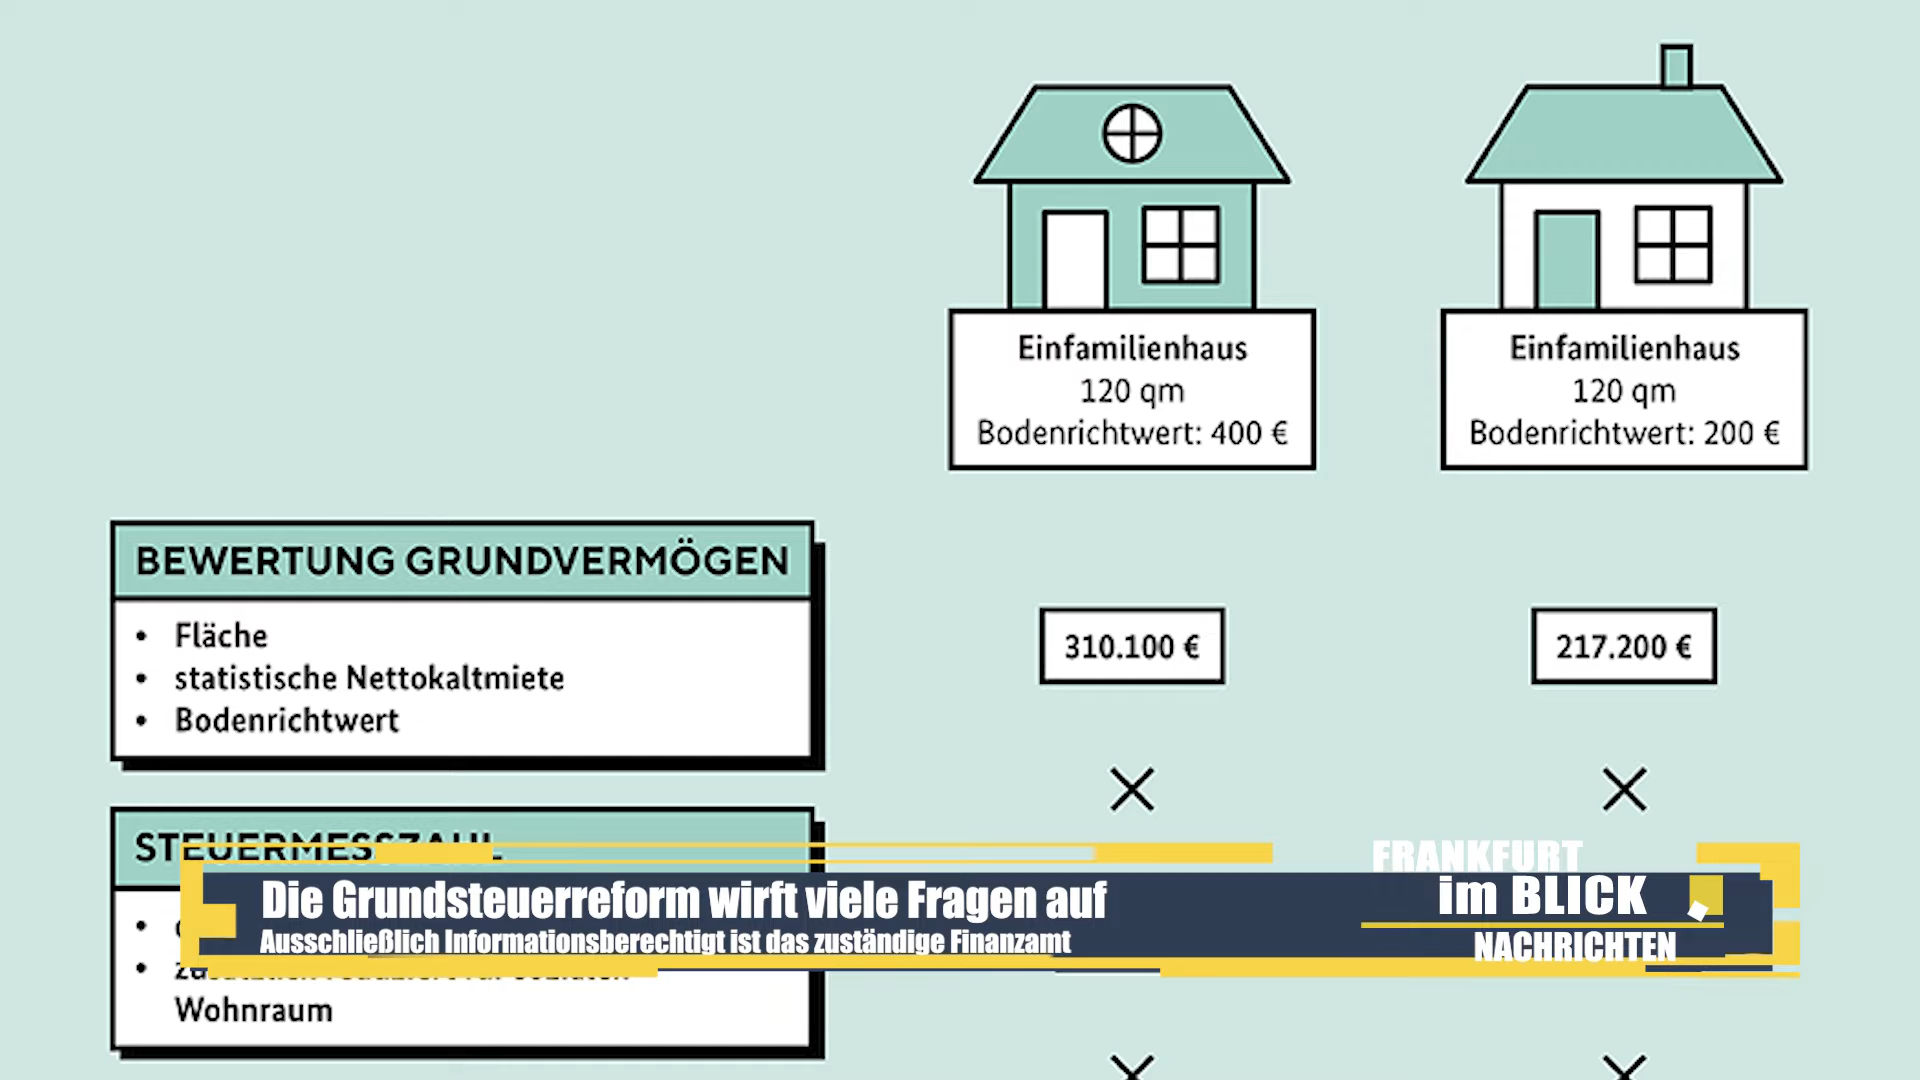 Einfamilienhaus
120 qm
Bodenrichtwert: 400 €
Einfamilienhaus
120 qm
Bodenrichtwert: 200 €
BEWERTUNG GRUNDVERMÖGEN
• Fläche
• statistische Nettokaltmiete
• Bodenrichtwert
310.100 €
217.200 €
STEUERMESSZAHL
Wohnraum
Die Grundsteuerreform wirft viele Fragen auf
Ausschließlich Informationsberechtigt ist das zuständige Finanzamt
FRANKFURT
im BLICK
NACHRICHTEN